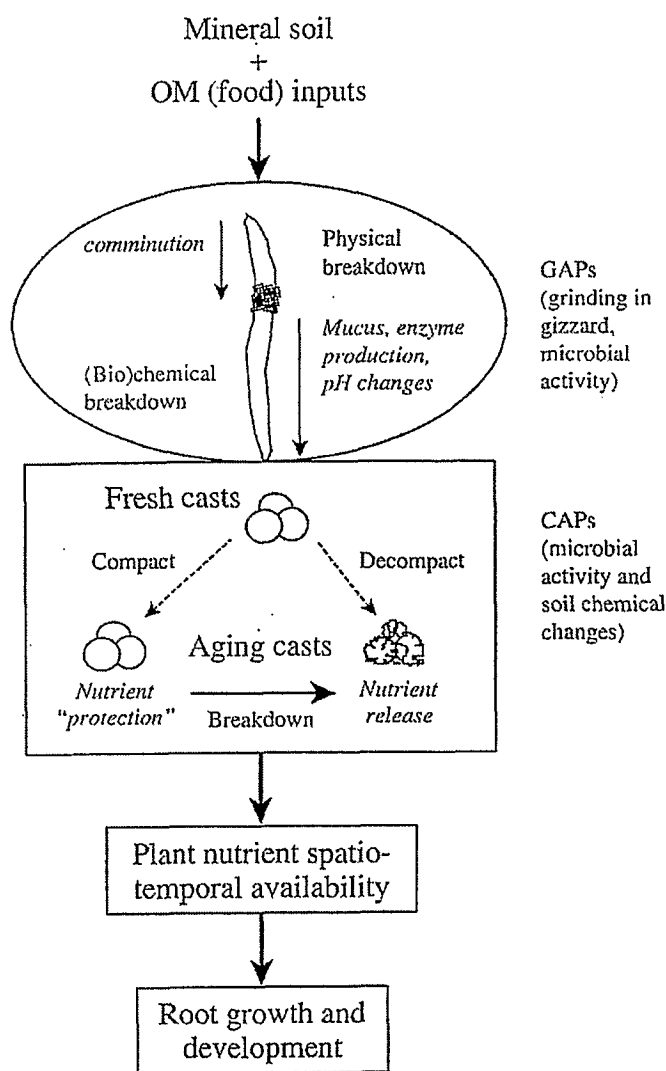 Mineral soil
+
OM (food) inputs
comminution
Physical
breakdown
(Bio)chemical
breakdown
Mucus, enzyme
production,
pH changes
GAPs
(grinding in
gizzard,
microbial
activity)
Fresh casts
Compact
Decompact
Aging casts
Nutrient
"protection"
Breakdown
Nutrient
release
CAPs
(microbial
activity and
soil chemical
changes)
Plant nutrient spatio-
temporal availability
Root growth and
development